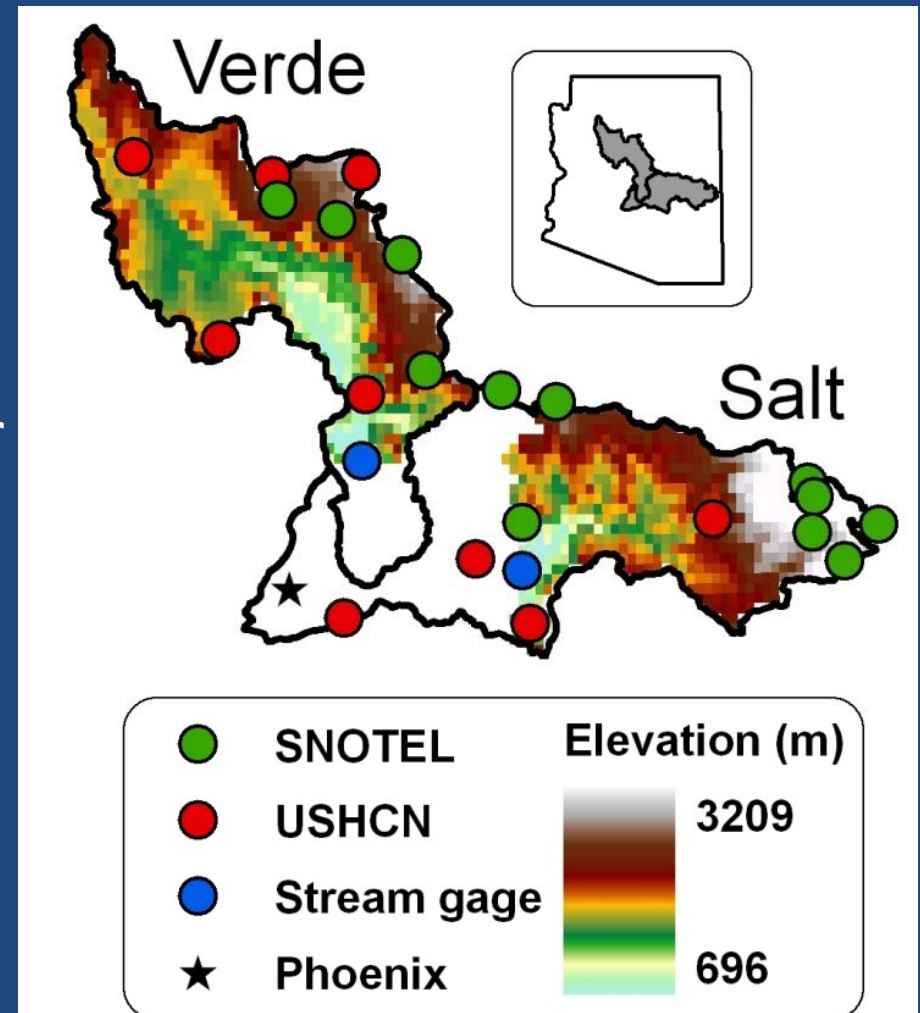 Verde
Salt
SNOTEL
USHCN
Stream gage
Phoenix
Elevation (m)
3209
696